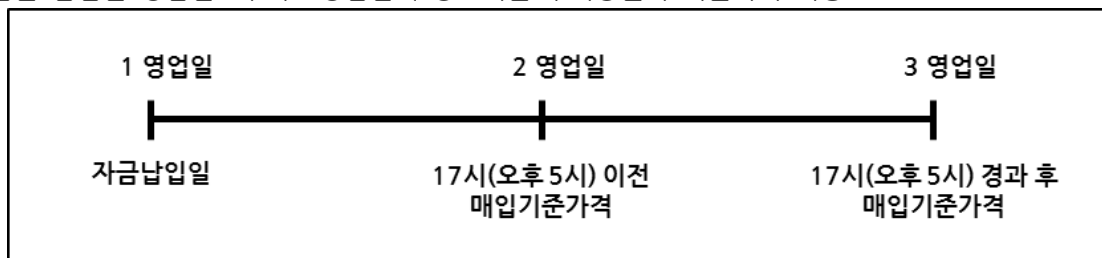 1 영업일 2 영업일 3 영업일
자금납입일 17시(오후 5시) 이전 17시(오후 5시) 경과 후
매입기준가격 매입기준가격